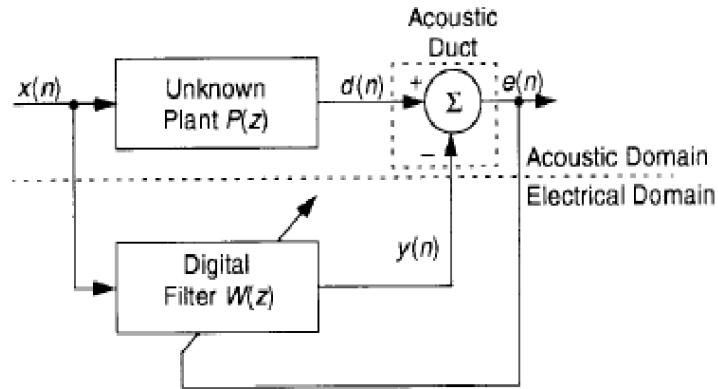 Acoustic
Duct
x(n)
Unknown
Plant P(z)
d(n)
+
Σ
e(n)
−
Acoustic Domain
Electrical Domain
Digital
Filter W(z)
y(n)